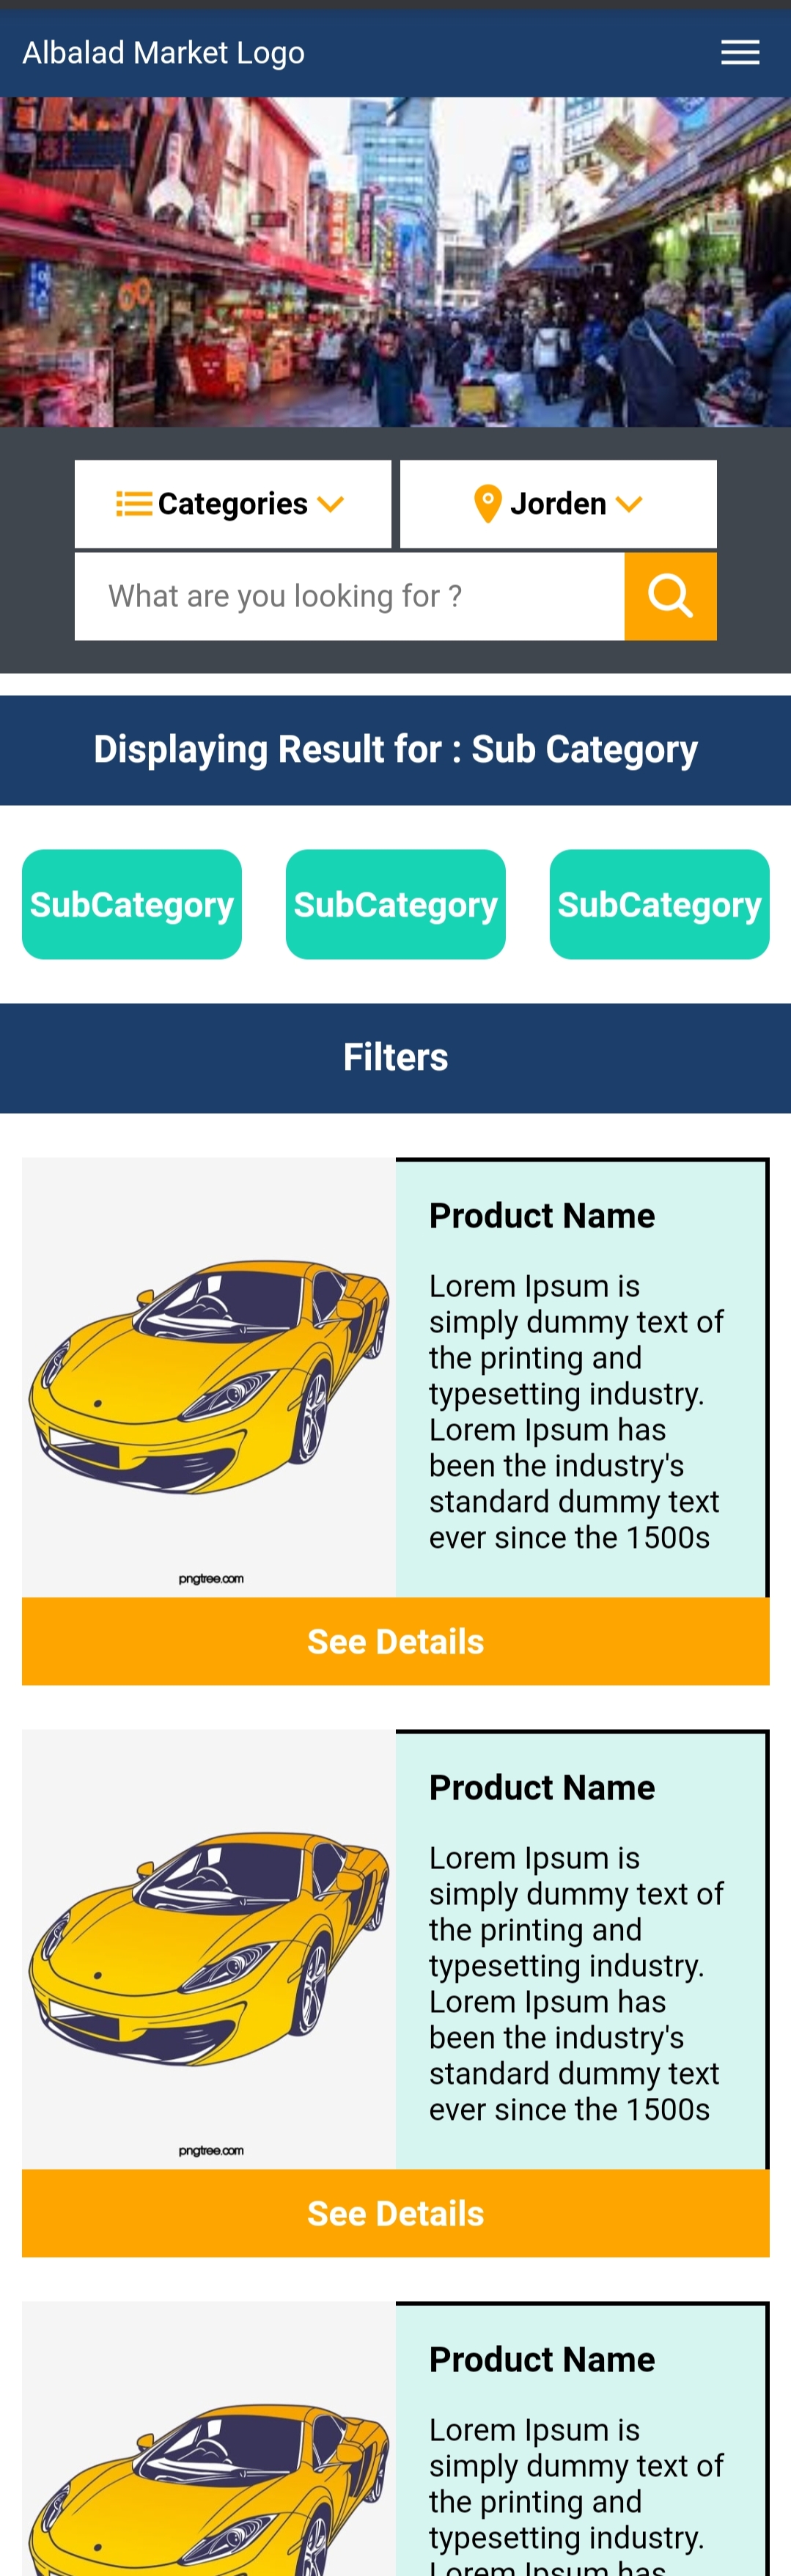 Albalad Market Logo
Categories
Jorden
What are you looking for ?
Displaying Result for : Sub Category
SubCategory
SubCategory
SubCategory
Filters
Product Name
Lorem Ipsum is
simply dummy text of
the printing and
typesetting industry.
Lorem Ipsum has
been the industry's
standard dummy text
ever since the 1500s
pngtree.com
See Details
Product Name
Lorem Ipsum is
simply dummy text of
the printing and
typesetting industry.
Lorem Ipsum has
been the industry's
standard dummy text
ever since the 1500s
pngtree.com
See Details
Product Name
Lorem Ipsum is
simply dummy text of
the printing and
typesetting industry.
Lorem Ipsum has